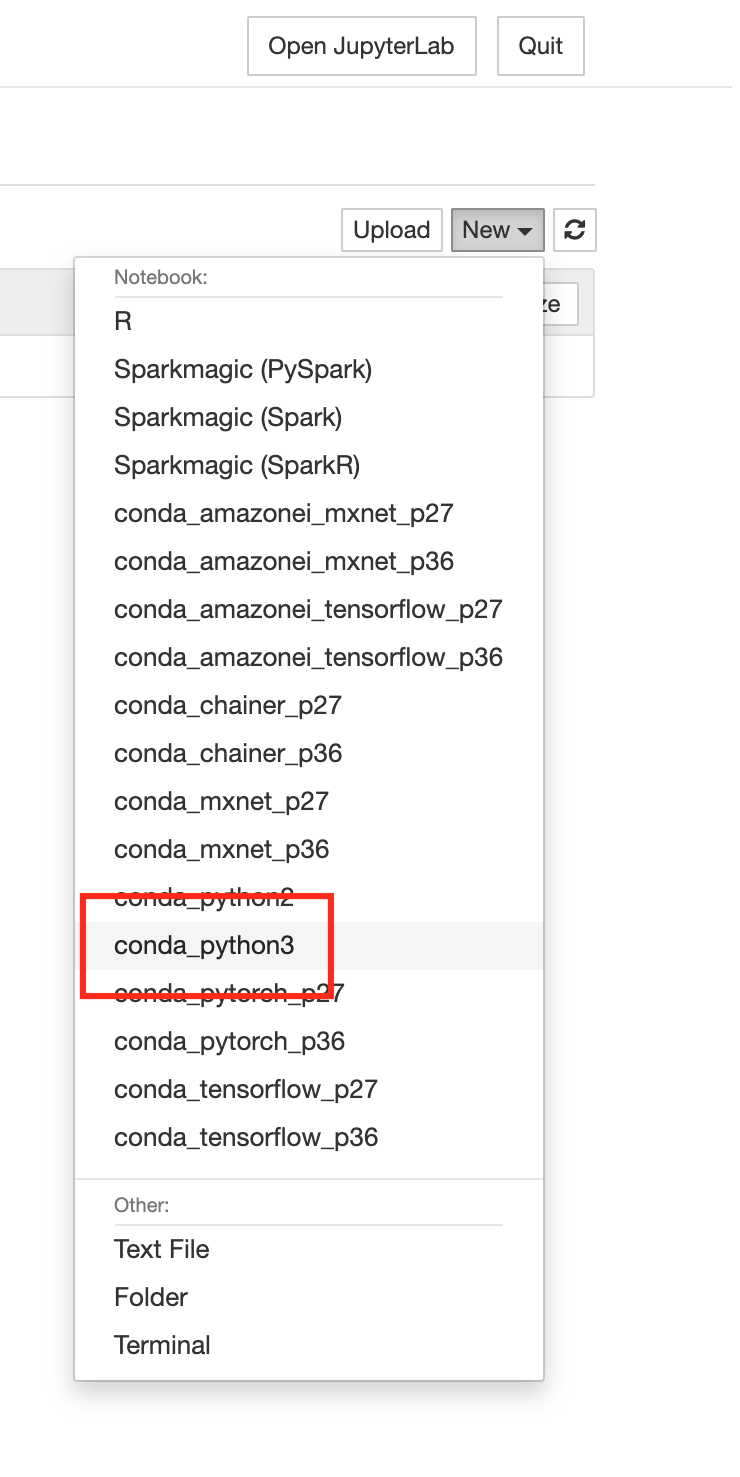 Open JupyterLab Quit
Upload New
Notebook:
ze
R
Sparkmagic (PySpark)
Sparkmagic (Spark)
Sparkmagic (SparkR)
conda_amazonei_mxnet_p27
conda_amazonei_mxnet_p36
conda_amazonei_tensorflow_p27
conda_amazonei_tensorflow_p36
conda_chainer_p27
conda_chainer_p36
conda_mxnet_p27
conda_mxnet_p36
conda_python2
conda_python3
conda_pytorch_p27
conda_pytorch_p36
conda_tensorflow_p27
conda_tensorflow_p36
Other:
Text File
Folder
Terminal